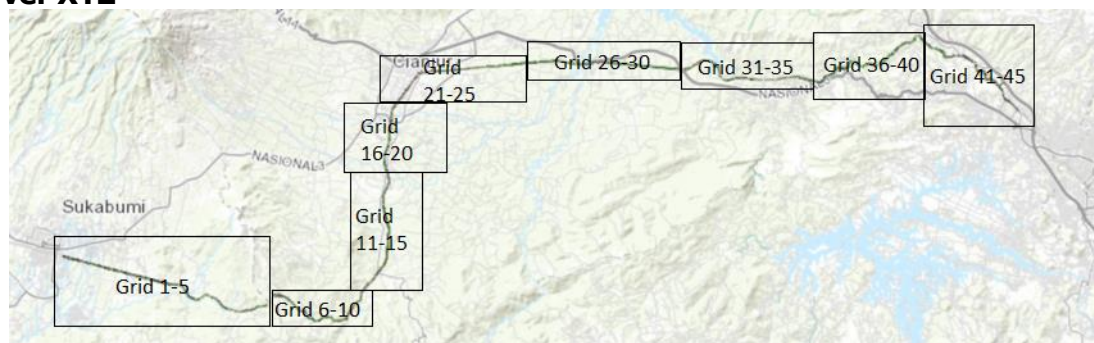 Cianjur
Grid
21-25
Grid 26-30
Grid 31-35
Grid 36-40
Grid 41-45
NASIONAL
Grid
16-20
NASIONAL3
Sukabumi
Grid
11-15
Grid 1-5
Grid 6-10